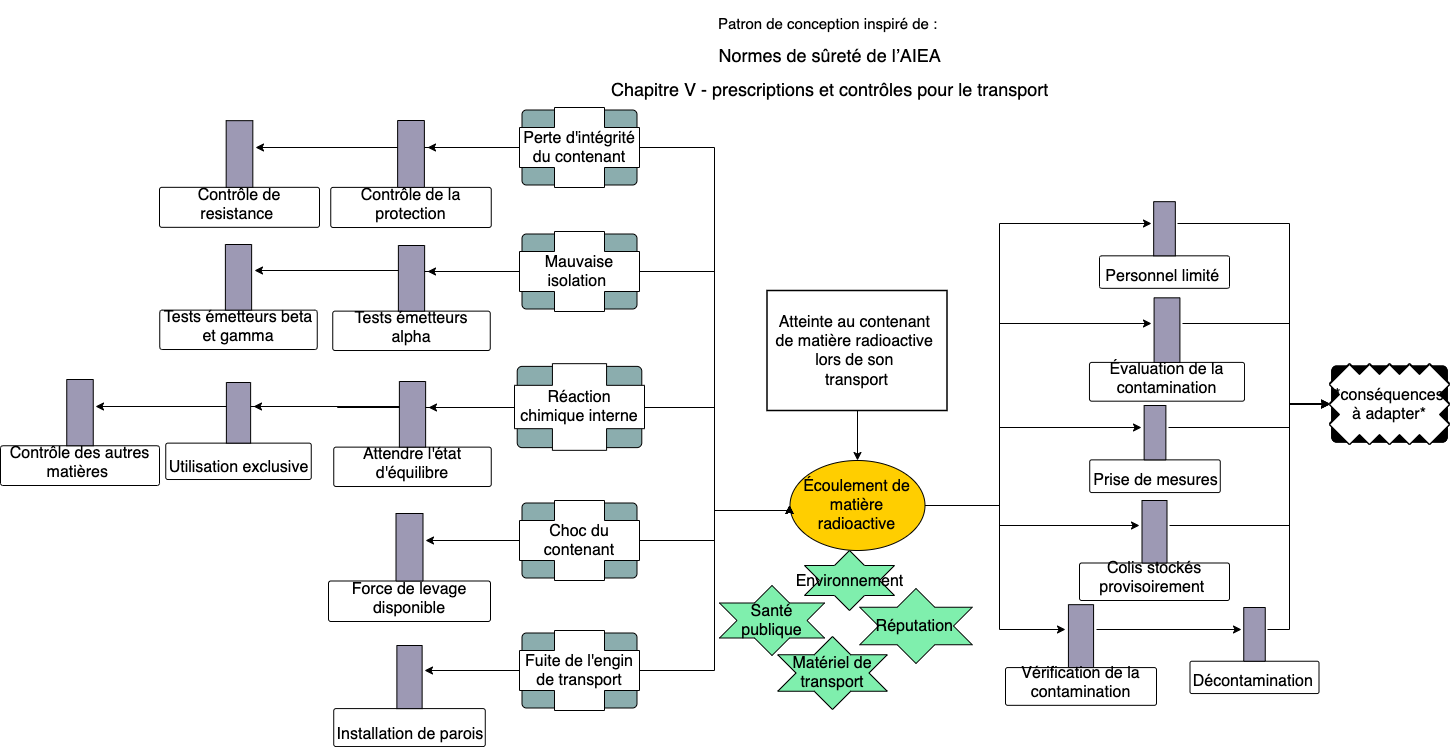 Patron de conception inspiré de :
Normes de sûreté de l’AIEA
Chapitre V - prescriptions et contrôles pour le transport
Perte d'intégrité
du contenant
Contrôle de la
protection
Contrôle de
resistance
Mauvaise
isolation
Tests émetteurs alpha
Tests émetteurs beta
et gamma
Réaction
chimique interne
Attendre l'état
d'équilibre
Utilisation exclusive
Contrôle des autres
matières
Choc du
contenant
Force de levage
disponible
Fuite de l'engin
de transport
Installation de parois
Atteinte au contenant
de matière radioactive
lors de son
transport
Écoulement de
matière
radioactive
Environnement
Santé
publique
Réputation
Matériel de
transport
Personnel limité
Évaluation de la
contamination
Prise de mesures
Colis stockés
provisoirement
Vérification de la
contamination
Décontamination
*conséquences
à adapter*